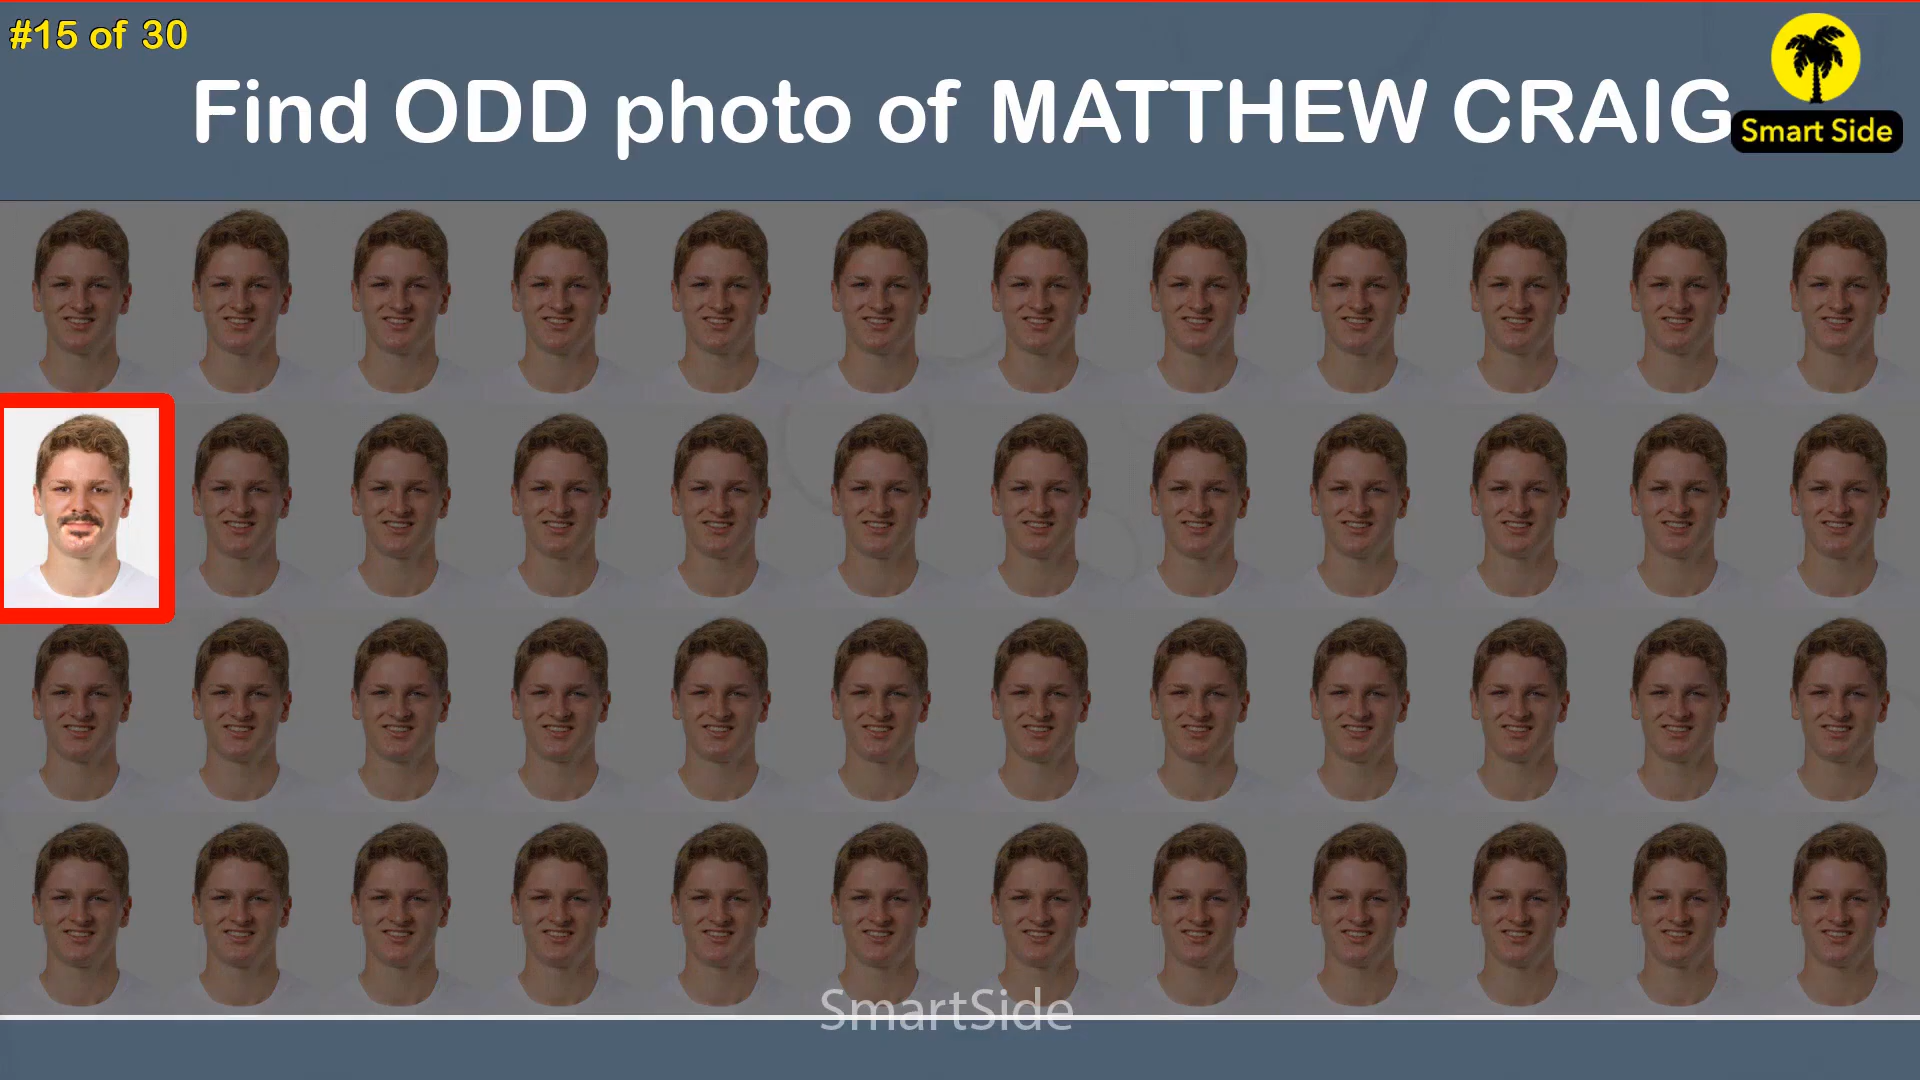 #15 of 30
Find ODD photo of MATTHEW CRAIG
Smart Side
SmartSide